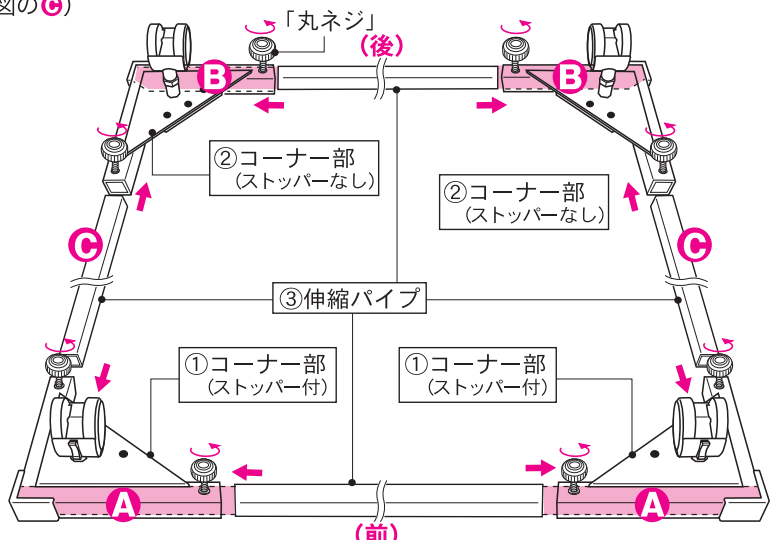 図のC)
「丸ネジ」
(後)
B
B
②コーナー部
(ストッパーなし)
②コーナー部
(ストッパーなし)
C
C
③伸縮パイプ
①コーナー部
(ストッパー付)
①コーナー部
(ストッパー付)
A
A
(前)